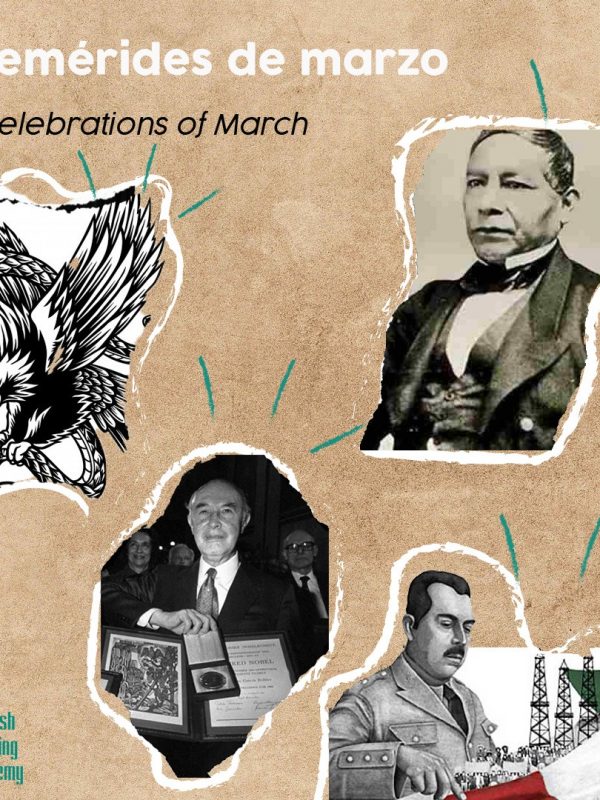 emérides de marzo
elebrations of March
RED NOBEL
sh
ing
emy